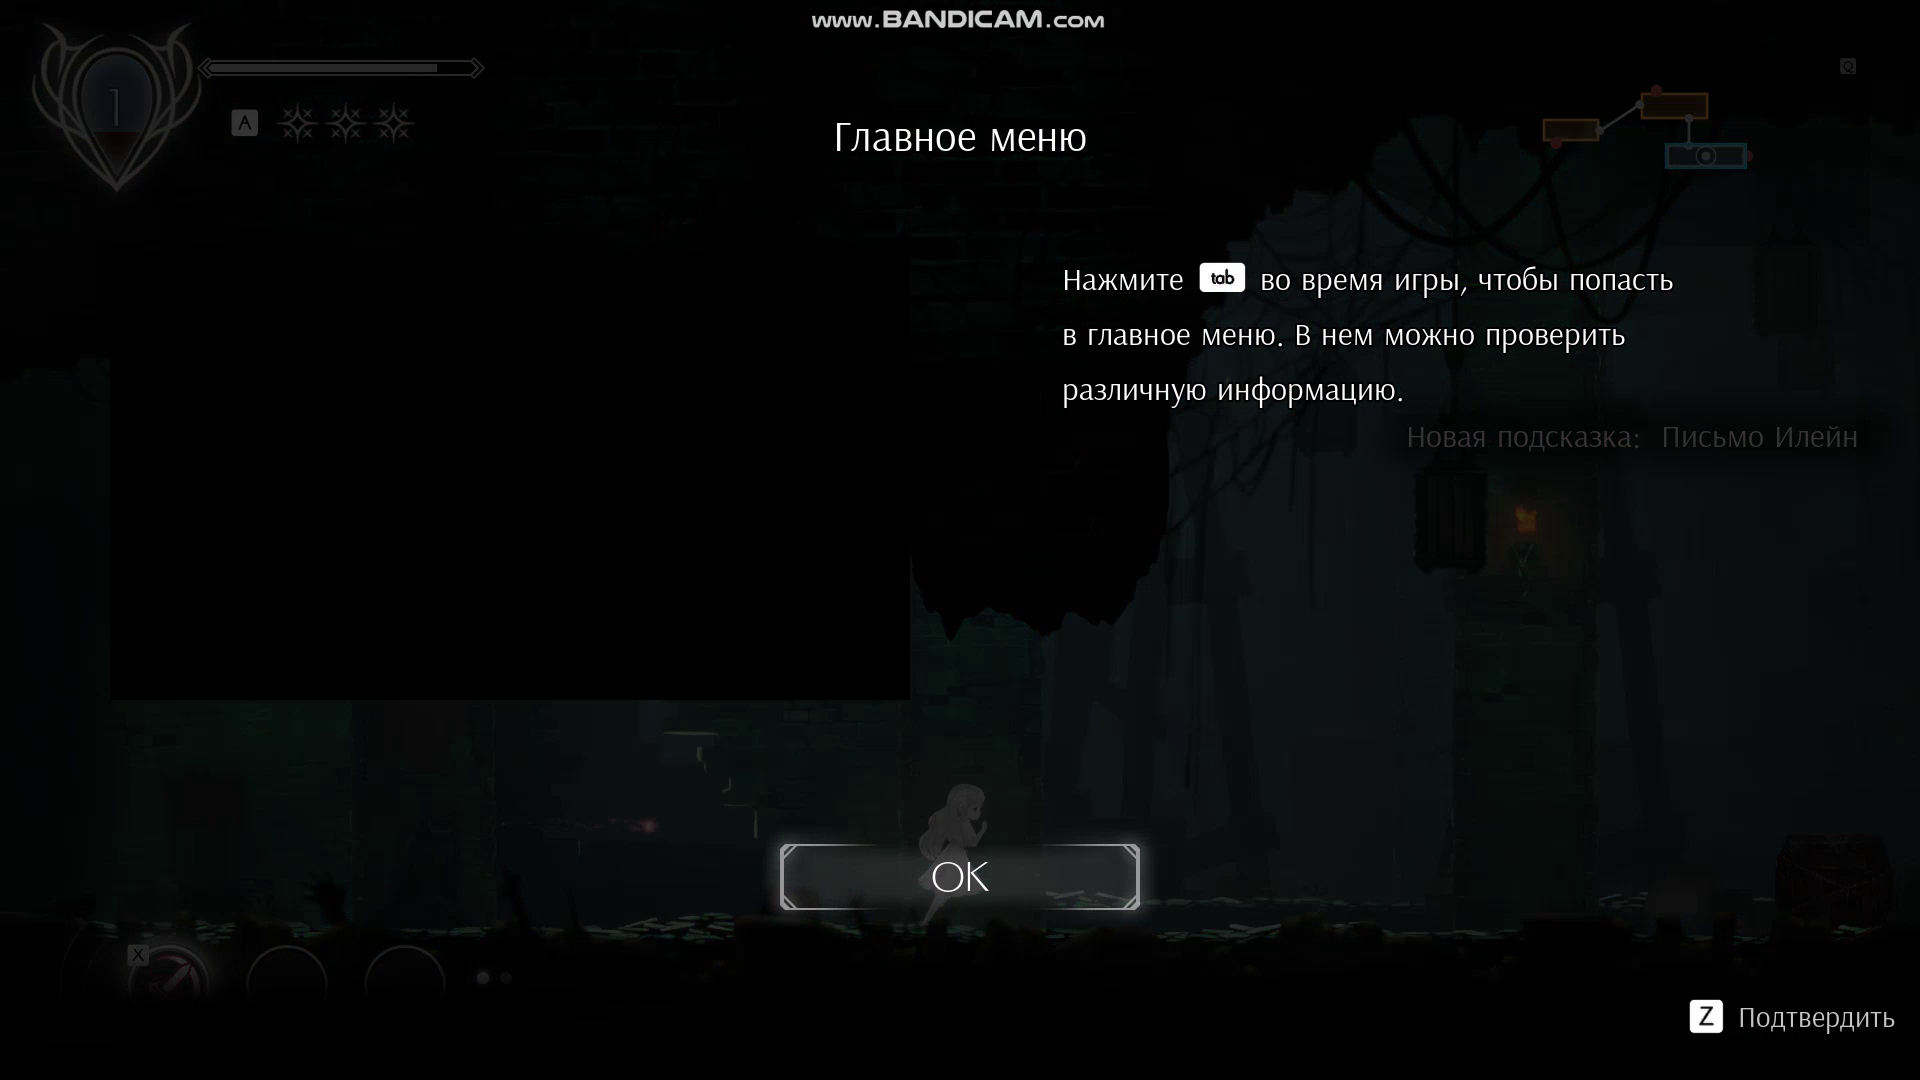 www.BANDICAM.com
1
Q
A
Главное меню
Нажмите tab во время игры, чтобы попасть
в главное меню. В нем можно проверить
различную информацию.
Новая подсказка: Письмо Илейн
OK
X
Z Подтвердить